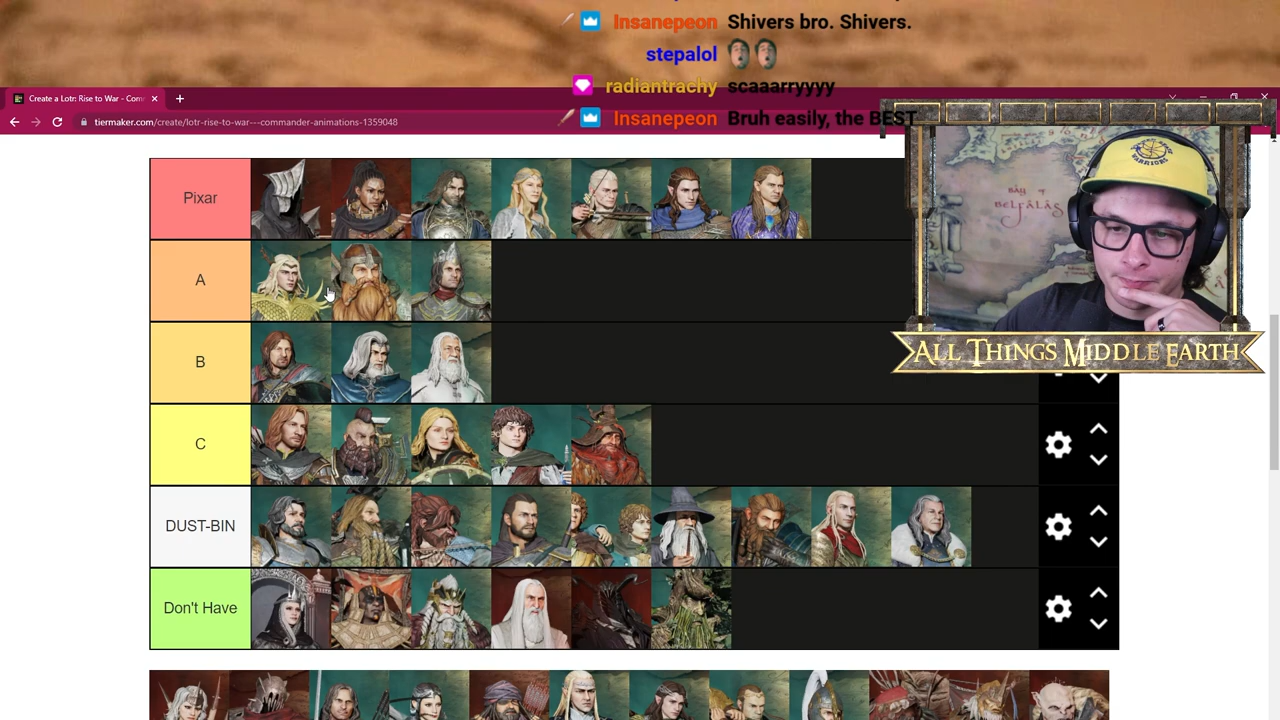 Insanepeon Shivers bro. Shivers.
stepalol
radiantrachy scaaarryyyy
Insanepeon Bruh easily, the BEST
Create a Lotr: Rise to War - Com
tiermaker.com/create/lotr-rise-to-war---commander-animations-1359048
Pixar
A
B
C
DUST-BIN
Don't Have
BELFALAS
WARRIORS
ALL THINGS MIDDLE EARTH